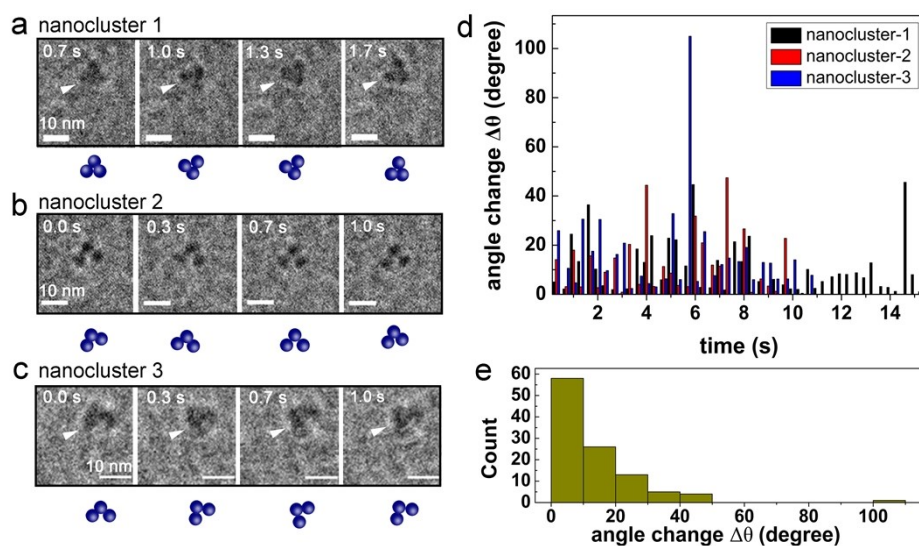 a nanocluster 1
0.7 s 1.0 s 1.3 s 1.7 s
10 nm
b nanocluster 2
0.0 s 0.3 s 0.7 s 1.0 s
10 nm
c nanocluster 3
0.0 s 0.3 s 0.7 s 1.0 s
10 nm
d
angle change Δθ (degree)
100
80
60
40
20
0
2 4 6 8 10 12 14
time (s)
nanocluster-1
nanocluster-2
nanocluster-3
e
Count
60
50
40
30
20
10
0
0 20 40 60 80 100
angle change Δθ (degree)